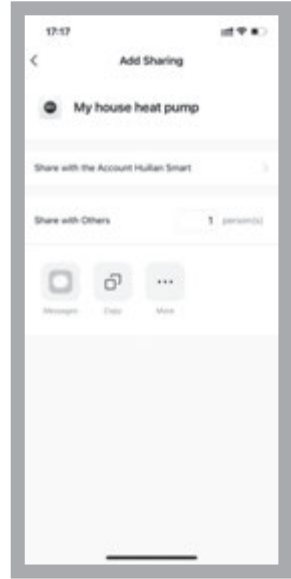 17:17
Add Sharing
My house heat pump
Share with the Account Huilian Smart
Share with Others 1 person(s)
Messages Copy More